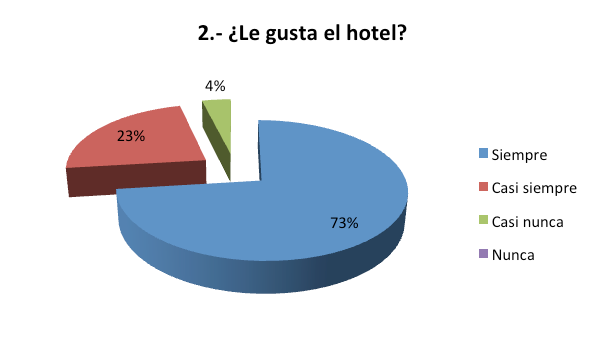 2.- ¿Le gusta el hotel?
4%
23%
73%
Siempre
Casi siempre
Casi nunca
Nunca